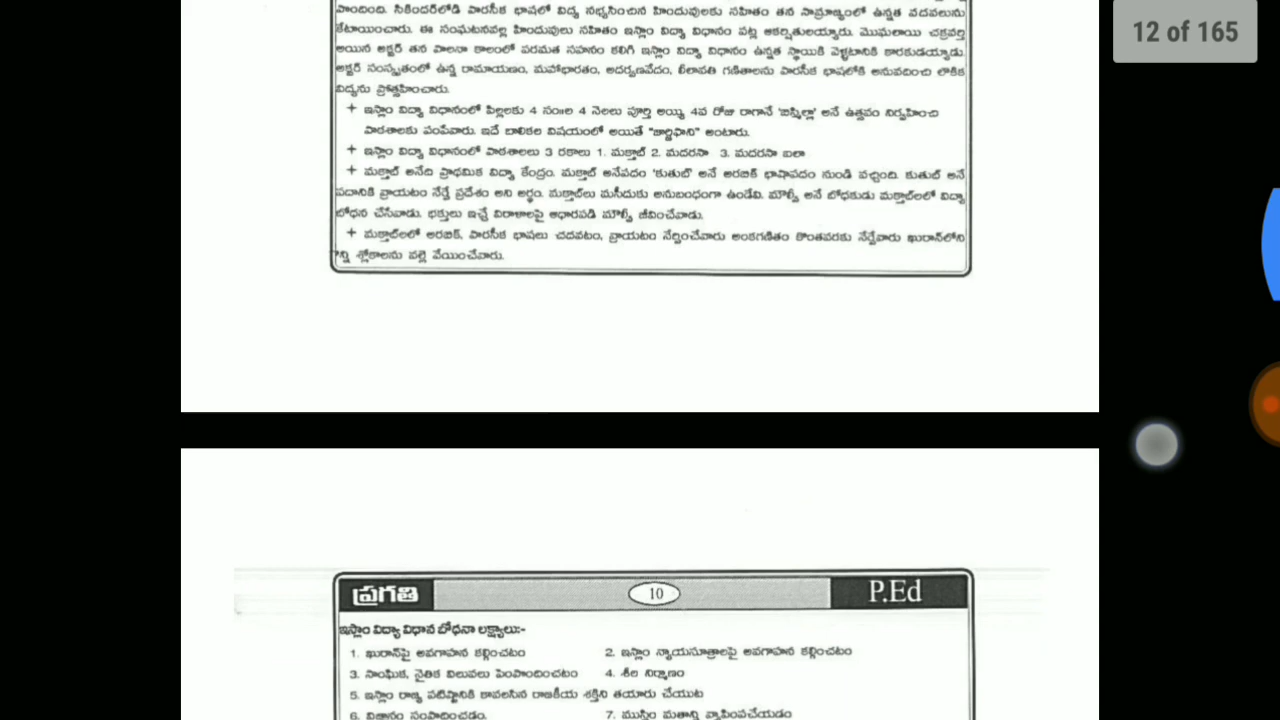 12 of 165
పొందింది. సికిందర్‌లోడి పారసీక భాషలో విద్య నభ్యసించిన హిందువులకు సహితం తన సామ్రాజ్యంలో ఉన్నత పదవులును
కేటాయించారు. ఈ సంఘటనవల్ల హిందువులు సహితం ఇస్లాం విద్యా విధానం పట్ల ఆకర్షితులయ్యారు. మొఘలాయి చక్రవర్తి
అయిన అక్బర్ తన పాలనా కాలంలో పరమత సహనం కలిగి ఇస్లాం విద్యా విధానం ఉన్నత స్థాయికి వెళ్ళటానికి కారకుడయ్యాడు.
అక్బర్ సంస్కృతంలో ఉన్న రామాయణం, మహాభారతం, అదర్వణవేదం, లీలావతి గణితాలను పారసీక భాషలోకి అనువదించి లౌకిక
విద్యను ప్రోత్సహించారు.
+ ఇస్లాం విద్యా విధానంలో పిల్లలకు 4 సం॥ల 4 నెలలు పూర్తి అయ్యి 4వ రోజు రాగానే 'బిస్మిల్లా' అనే ఉత్సవం నిర్వహించి
పాఠశాలకు పంపేవారు. ఇదే బాలికల విషయంలో అయితే "జార్ఫిషాని" అంటారు.
+ ఇస్లాం విద్యా విధానంలో పాఠశాలలు 3 రకాలు 1. మక్తాబ్ 2. మదరసా 3. మదరసా ఐలా
+ మక్తాబ్ అనేది ప్రాథమిక విద్యా కేంద్రం. మక్తాబ్ అనేపదం 'కుతుబ్' అనే అరబిక్ భాషాపదం నుండి వచ్చింది. కుతుబ్ అనే
పదానికి వ్రాయటం నేర్పే ప్రదేశం అని అర్థం. మక్తాబ్‌లు మసీదుకు అనుబంధంగా ఉండేవి. మౌల్వీ అనే బోధకుడు మక్తాబ్‌లలో విద్యా
బోధన చేసేవాడు. భక్తులు ఇచ్చే విరాళాలపై ఆధారపడి మౌల్వీ జీవించేవాడు.
+ మక్తాబ్‌లలో అరబిక్, పారసీక భాషలు చదవటం, వ్రాయటం నేర్పించేవారు అంకగణితం కొంతవరకు నేర్పేవారు ఖురాన్‌లోని
న్ని శ్లోకాలను వల్లె వేయించేవారు.
ప్రగతి 10 P.Ed
ఇస్లాం విద్యా విధాన బోధనా లక్ష్యాలు:-
1. ఖురాన్‌పై అవగాహన కల్గించటం 2. ఇస్లాం న్యాయసూత్రాలపై అవగాహన కల్గించటం
3. సాంఘిక, నైతిక విలువలు పెంపొందించటం 4. శీల నిర్మాణం
5. ఇస్లాం రాజ్య పటిష్టానికి కావలసిన రాజకీయ శక్తిని తయారు చేయుట
6. విజ్ఞానం సంపాదించడం. 7. ముస్లిం మతాన్ని వ్యాపింపచేయడం